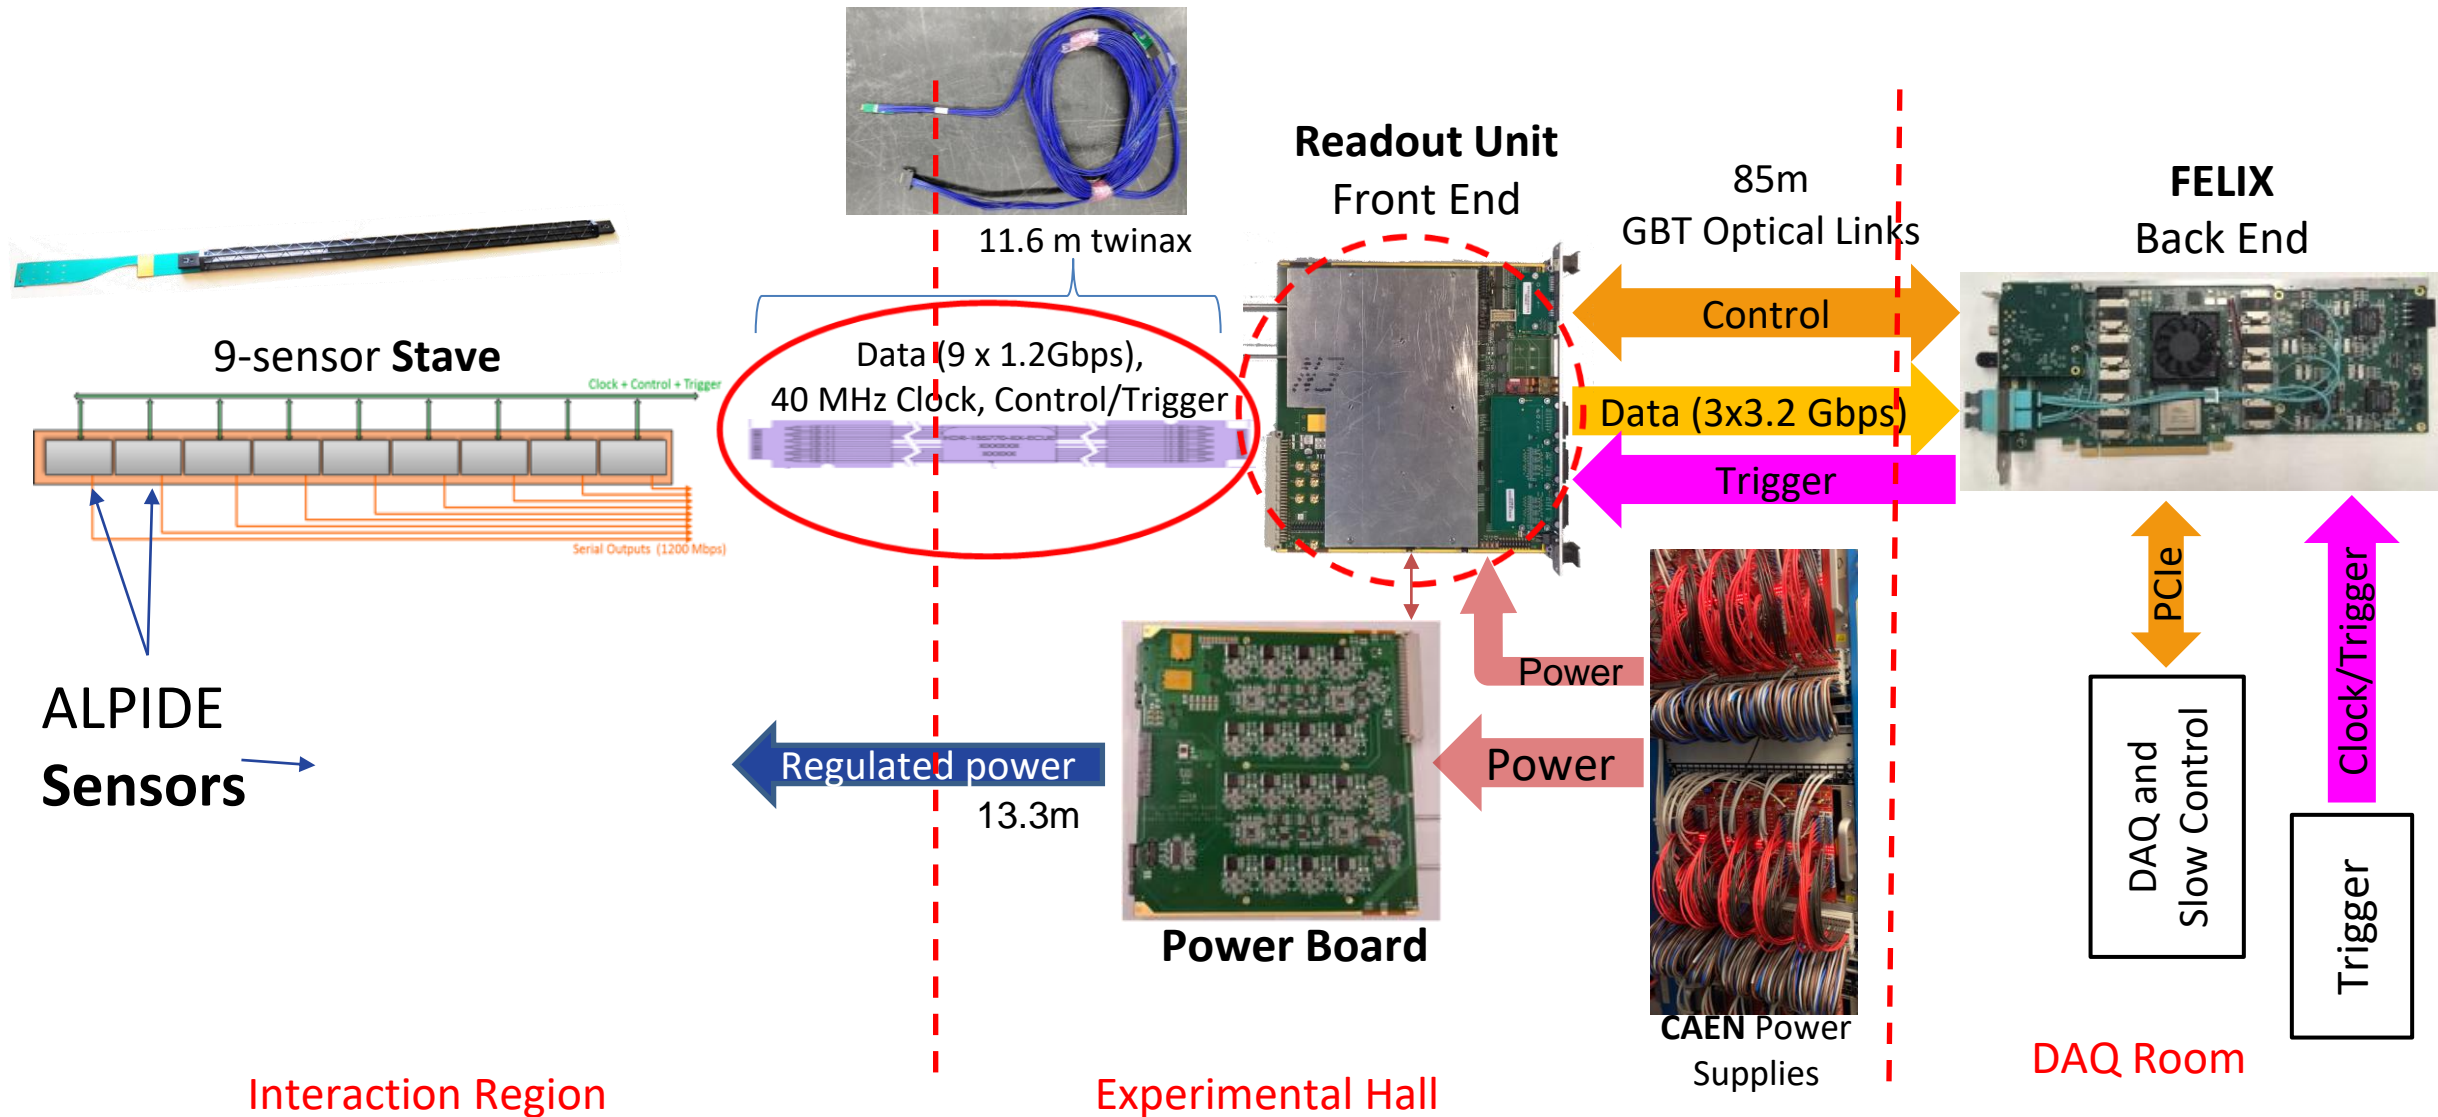 11.6 m twinax
Readout Unit
Front End
85m
GBT Optical Links
FELIX
Back End
9-sensor Stave
Clock + Control + Trigger
Serial Outputs (1200 Mbps)
Data (9 x 1.2Gbps),
40 MHz Clock, Control/Trigger
Control
Data (3x3.2 Gbps)
Trigger
ALPIDE
Sensors
Regulated power
13.3m
Power
Power
Power Board
CAEN Power
Supplies
PCIe
Clock/Trigger
DAQ and
Slow Control
Trigger
Interaction Region
Experimental Hall
DAQ Room